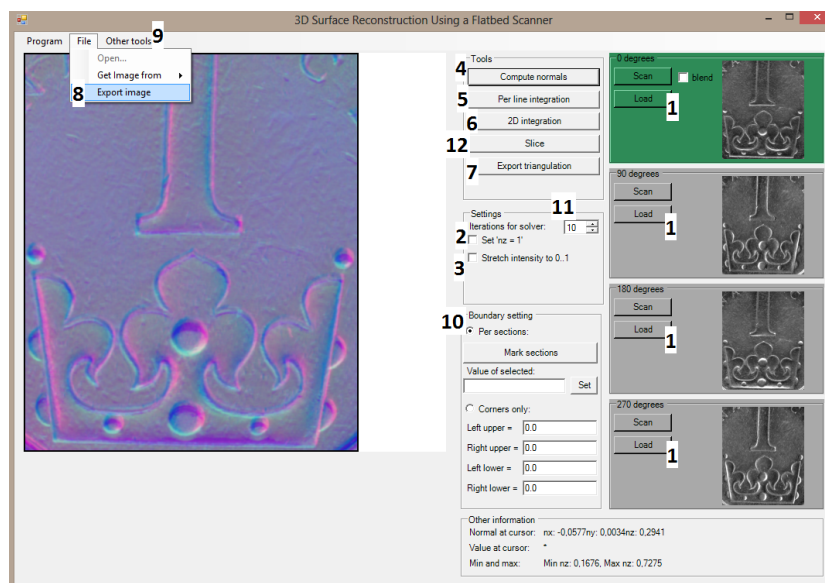 3D Surface Reconstruction Using a Flatbed Scanner
Program File Other tools 9
Open...
Get Image from
8 Export image
Tools
4 Compute normals
5 Per line integration
6 2D integration
12 Slice
7 Export triangulation
Settings 11
Iterations for solver: 10
2 Set 'nz = 1'
3 Stretch intensity to 0..1
Boundary setting
10 Per sections:
Mark sections
Value of selected:
Set
Corners only:
Left upper = 0.0
Right upper = 0.0
Left lower = 0.0
Right lower = 0.0
0 degrees
Scan blend
Load 1
90 degrees
Scan
Load 1
180 degrees
Scan
Load 1
270 degrees
Scan
Load 1
Other information
Normal at cursor: nx: -0,0577ny: 0,0034nz: 0,2941
Value at cursor: -
Min and max: Min nz: 0,1676, Max nz: 0,7275